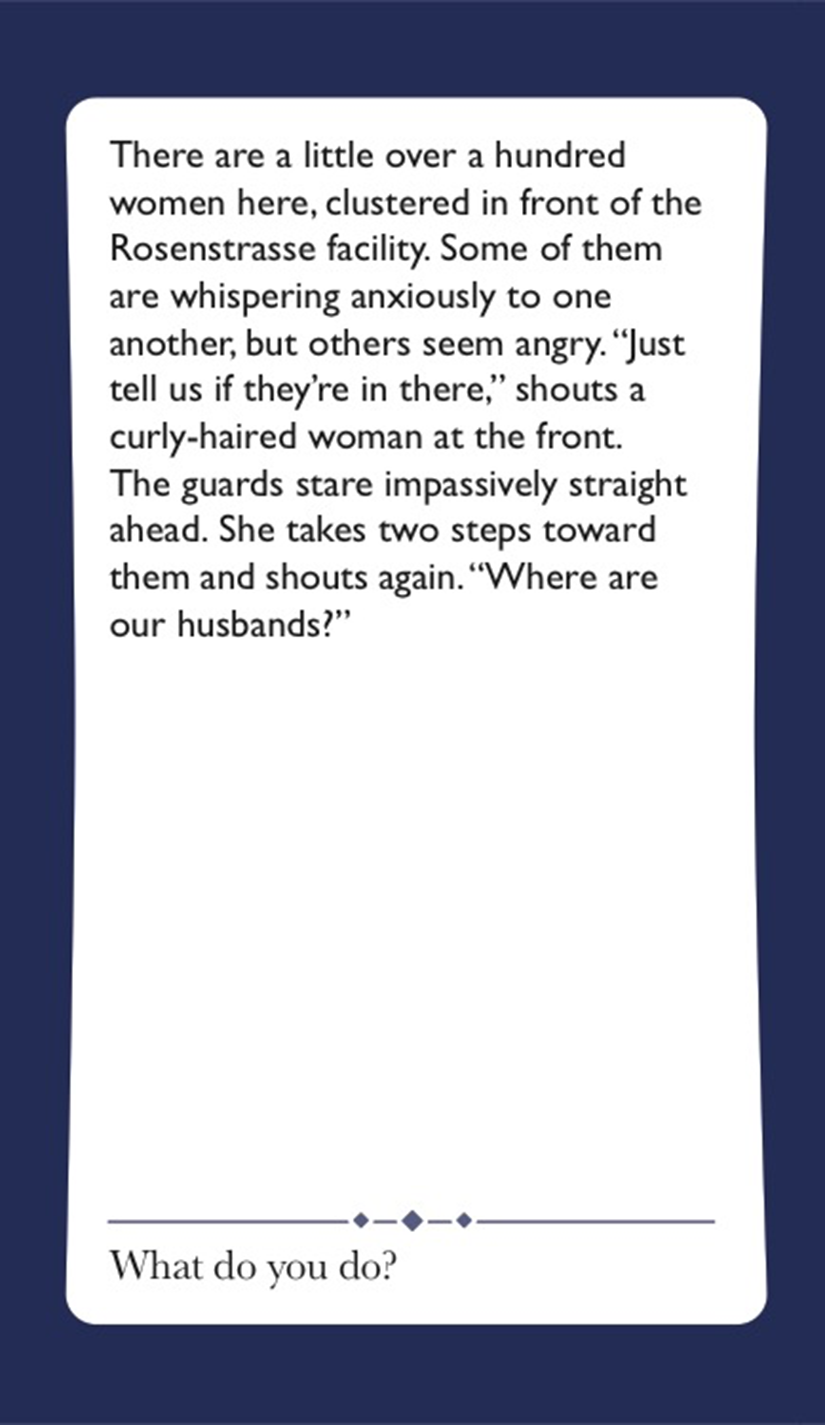 There are a little over a hundred
women here, clustered in front of the
Rosenstrasse facility. Some of them
are whispering anxiously to one
another, but others seem angry. “Just
tell us if they’re in there,” shouts a
curly-haired woman at the front.
The guards stare impassively straight
ahead. She takes two steps toward
them and shouts again. “Where are
our husbands?”
What do you do?